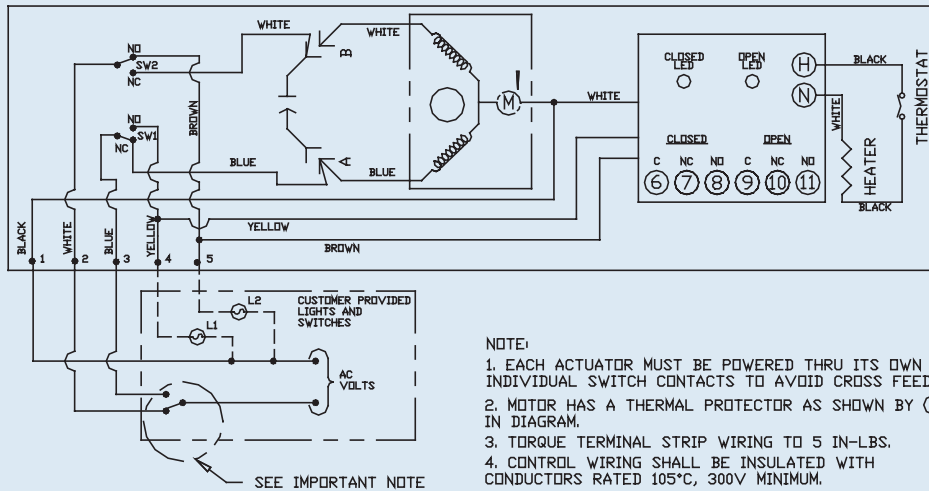 WHITE
WHITE
NO
SW2
NC
B
BROWN
NO
SW1
NC
BLUE
A
BLUE
M
WHITE
CLOSED
LED
OPEN
LED
H
N
BLACK
WHITE
THERMOSTAT
HEATER
BLACK
CLOSED
OPEN
C NC NO C NC NO
6 7 8 9 10 11
YELLOW
BROWN
BLACK
WHITE
BLUE
YELLOW
1 2 3 4 5
L2
L1
CUSTOMER PROVIDED
LIGHTS AND
SWITCHES
AC
VOLTS
SEE IMPORTANT NOTE
NOTE:
1. EACH ACTUATOR MUST BE POWERED THRU ITS OWN
INDIVIDUAL SWITCH CONTACTS TO AVOID CROSS FEED
2. MOTOR HAS A THERMAL PROTECTOR AS SHOWN BY (
IN DIAGRAM.
3. TORQUE TERMINAL STRIP WIRING TO 5 IN-LBS.
4. CONTROL WIRING SHALL BE INSULATED WITH
CONDUCTORS RATED 105°C, 300V MINIMUM.